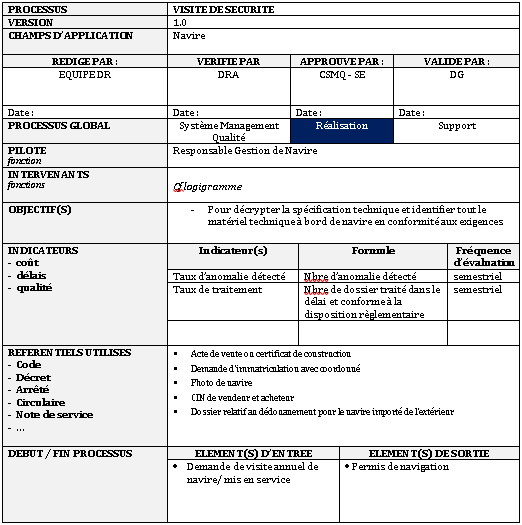 PROCESSUS VISITE DE SECURITE
VERSION 1.0
CHAMPS D'APPLICATION Navire
REDIGE PAR : VERIFIE PAR APPROUVE PAR : VALIDE PAR :
EQUIPE DR DRA CSMQ - SE DG
Date : Date : Date : Date :
PROCESSUS GLOBAL Système Management Réalisation Support
Qualité
PILOTE Responsable Gestion de Navire
fonction
INTERVENANTS
fonctions Cf logigramme
OBJECTIF(S) - Pour décrypter la spécification technique et identifier tout le
matériel technique à bord de navire en conformité aux exigences
INDICATEURS Indicateur(s) Formule Fréquence
- coût d'évaluation
- délais Taux d'anomalie détecté Nbre d'anomalie détecté semestriel
- qualité Taux de traitement Nbre de dossier traité dans le semestriel
délai et conforme à la
disposition règlementaire
REFERENTIELS UTILISES • Acte de vente ou certificat de construction
- Code • Demande d'immatriculation avec coordonné
- Décret • Photo de navire
- Arrêté • CIN de vendeur et acheteur
- Circulaire • Dossier relatif au dédouanement pour le navire importé de l'extérieur
- Note de service
- ...
DEBUT / FIN PROCESSUS ELEMENT(S) D'ENTREE ELEMENT(S) DE SORTIE
• Demande de visite annuel de • Permis de navigation
navire/ mis en service